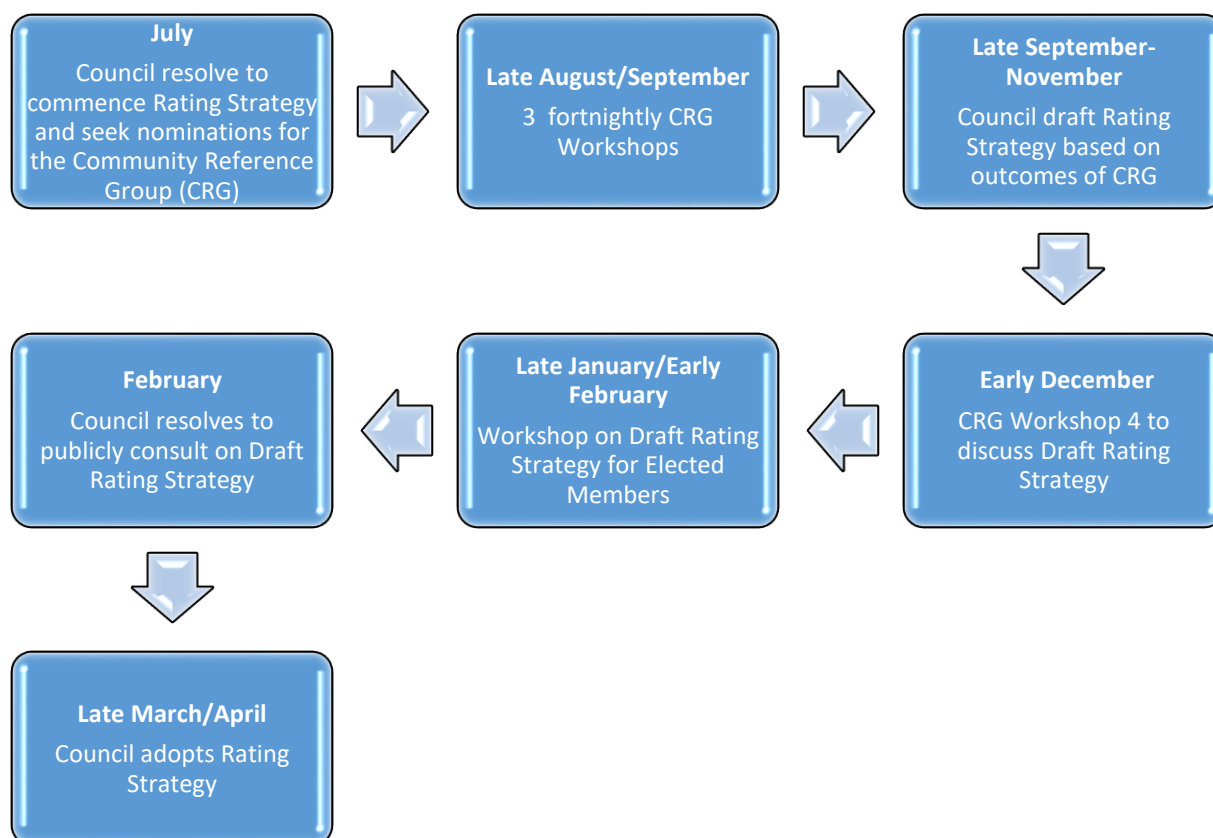 July
Council resolve to
commence Rating Strategy
and seek nominations for
the Community Reference
Group (CRG)
Late August/September
3  fortnightly CRG
Workshops
Late September-
November
Council draft Rating
Strategy based on
outcomes of CRG
Early December
CRG Workshop 4 to
discuss Draft Rating
Strategy
Late January/Early
February
Workshop on Draft Rating
Strategy for Elected
Members
February
Council resolves to
publicly consult on Draft
Rating Strategy
Late March/April
Council adopts Rating
Strategy